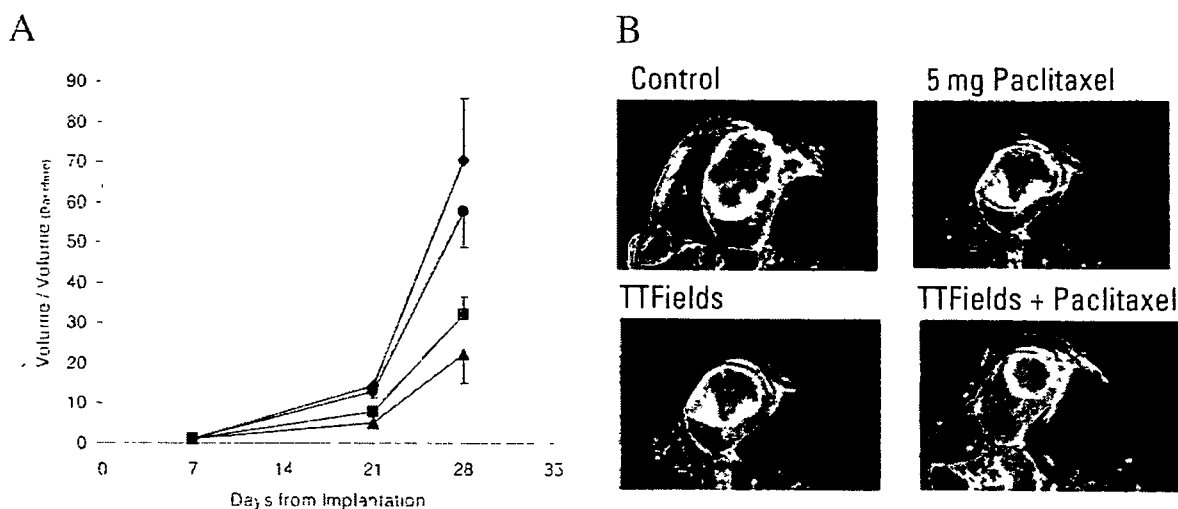 A
90
80
70
60
50
40
30
20
10
0
Volume / Volume (Baseline)
0 7 14 21 28 35
Days from Implantation
B
Control
5 mg Paclitaxel
TTFields
TTFields + Paclitaxel